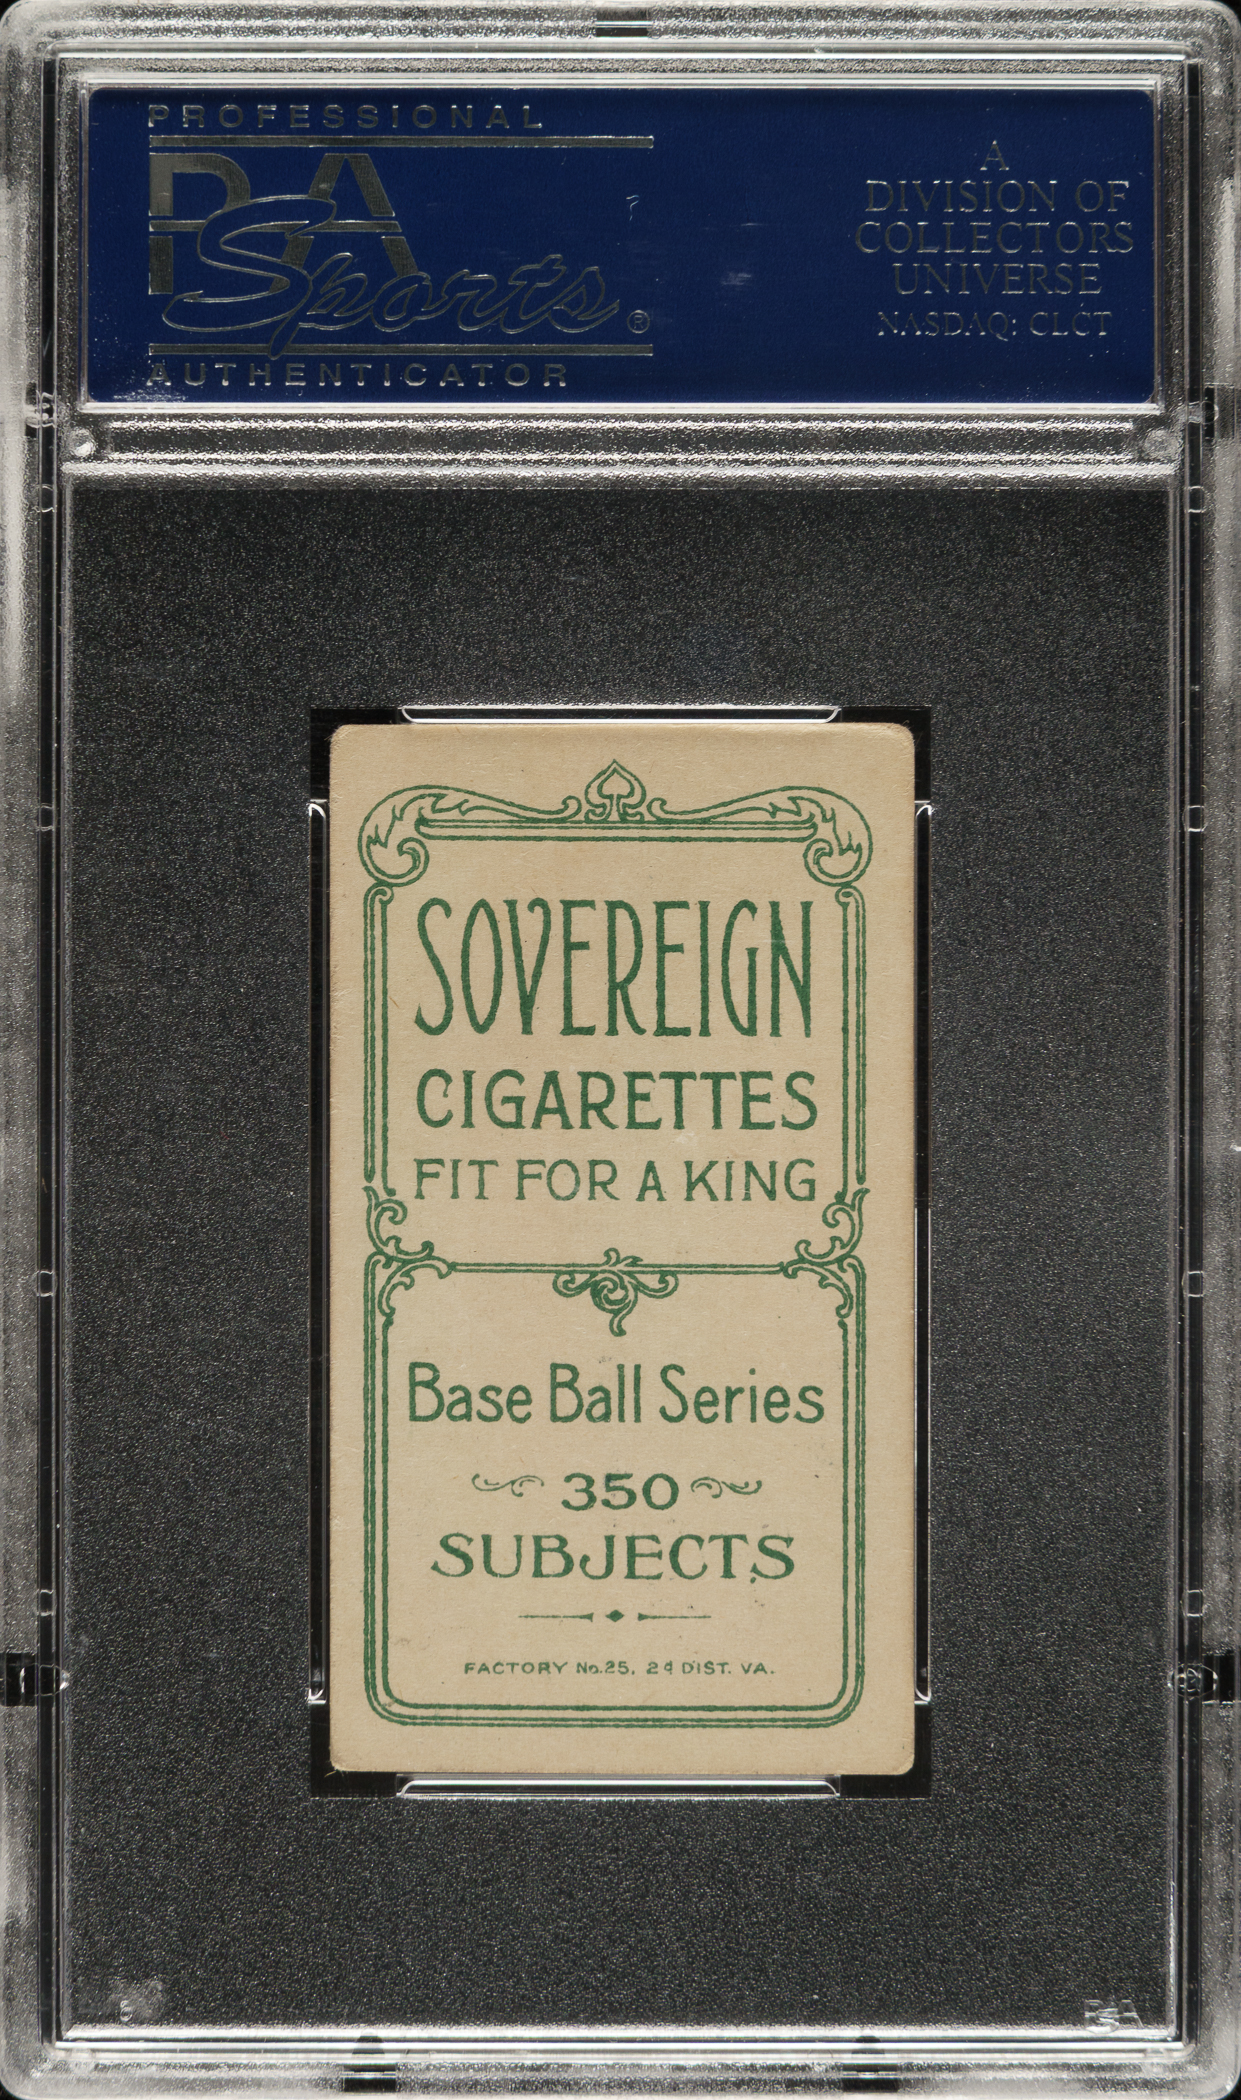 PROFESSIONAL
PSA
Sports®
AUTHENTICATOR
A
DIVISION OF
COLLECTORS
UNIVERSE
NASDAQ: CLCT
SOVEREIGN
CIGARETTES
FIT FOR A KING
Base Ball Series
350
SUBJECTS
FACTORY No.25, 2d DIST. VA.
PSA